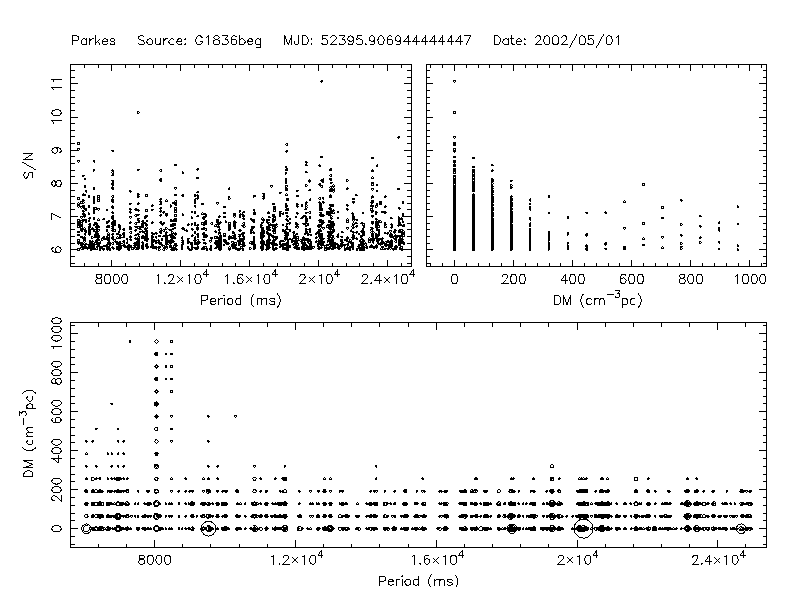 Parkes Source: G1836beg MJD: 52395.906944444447 Date: 2002/05/01
11
10
9
8
7
6
S/N
8000 1.2×10⁴ 1.6×10⁴ 2×10⁴ 2.4×10⁴
Period (ms)
0 200 400 600 800 1000
DM (cm⁻³pc)
1000
800
600
400
200
0
DM (cm⁻³pc)
8000 1.2×10⁴ 1.6×10⁴ 2×10⁴ 2.4×10⁴
Period (ms)